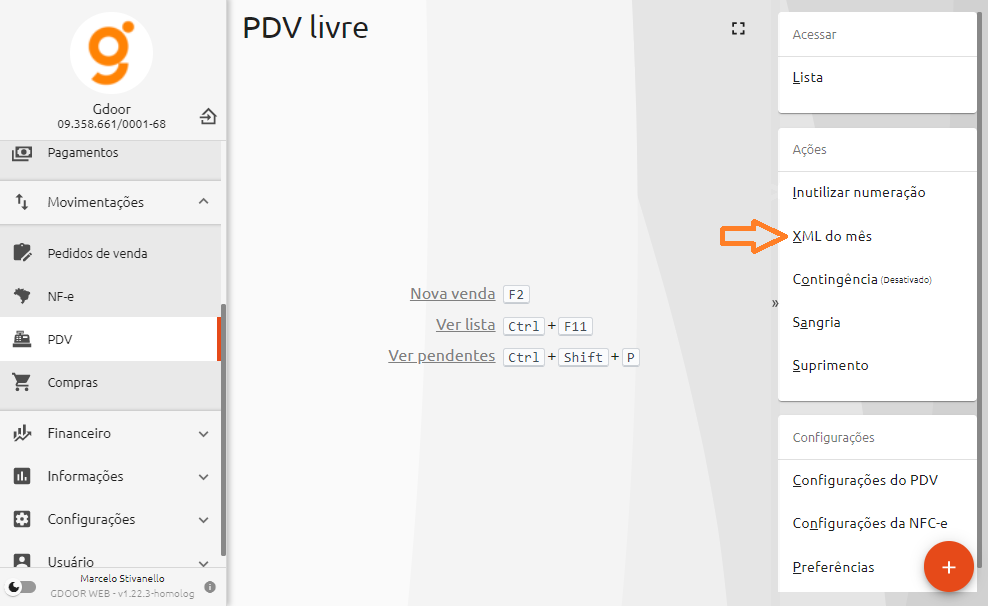 g
Gdoor
09.358.661/0001-68
Pagamentos
Movimentações
Pedidos de venda
NF-e
PDV
Compras
Financeiro
Informações
Configurações
Usuário
Marcelo Stivanello
GDOOR WEB - v1.22.3-homolog
PDV livre
Nova venda F2
Ver lista Ctrl + F11
Ver pendentes Ctrl + Shift + P
»
Acessar
Lista
Ações
Inutilizar numeração
XML do mês
Contingência (Desativado)
Sangria
Suprimento
Configurações
Configurações do PDV
Configurações da NFC-e
Preferências
+